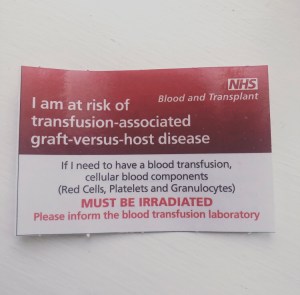 NHS
Blood and Transplant
I am at risk of
transfusion-associated
graft-versus-host disease
If I need to have a blood transfusion,
cellular blood components
(Red Cells, Platelets and Granulocytes)
MUST BE IRRADIATED
Please inform the blood transfusion laboratory